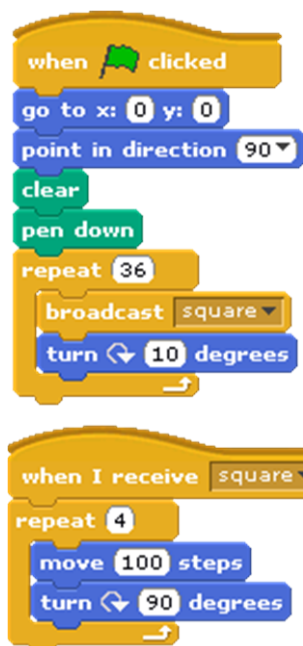 when clicked
go to x: 0 y: 0
point in direction 90
clear
pen down
repeat 36
broadcast square
turn 10 degrees
when I receive square
repeat 4
move 100 steps
turn 90 degrees